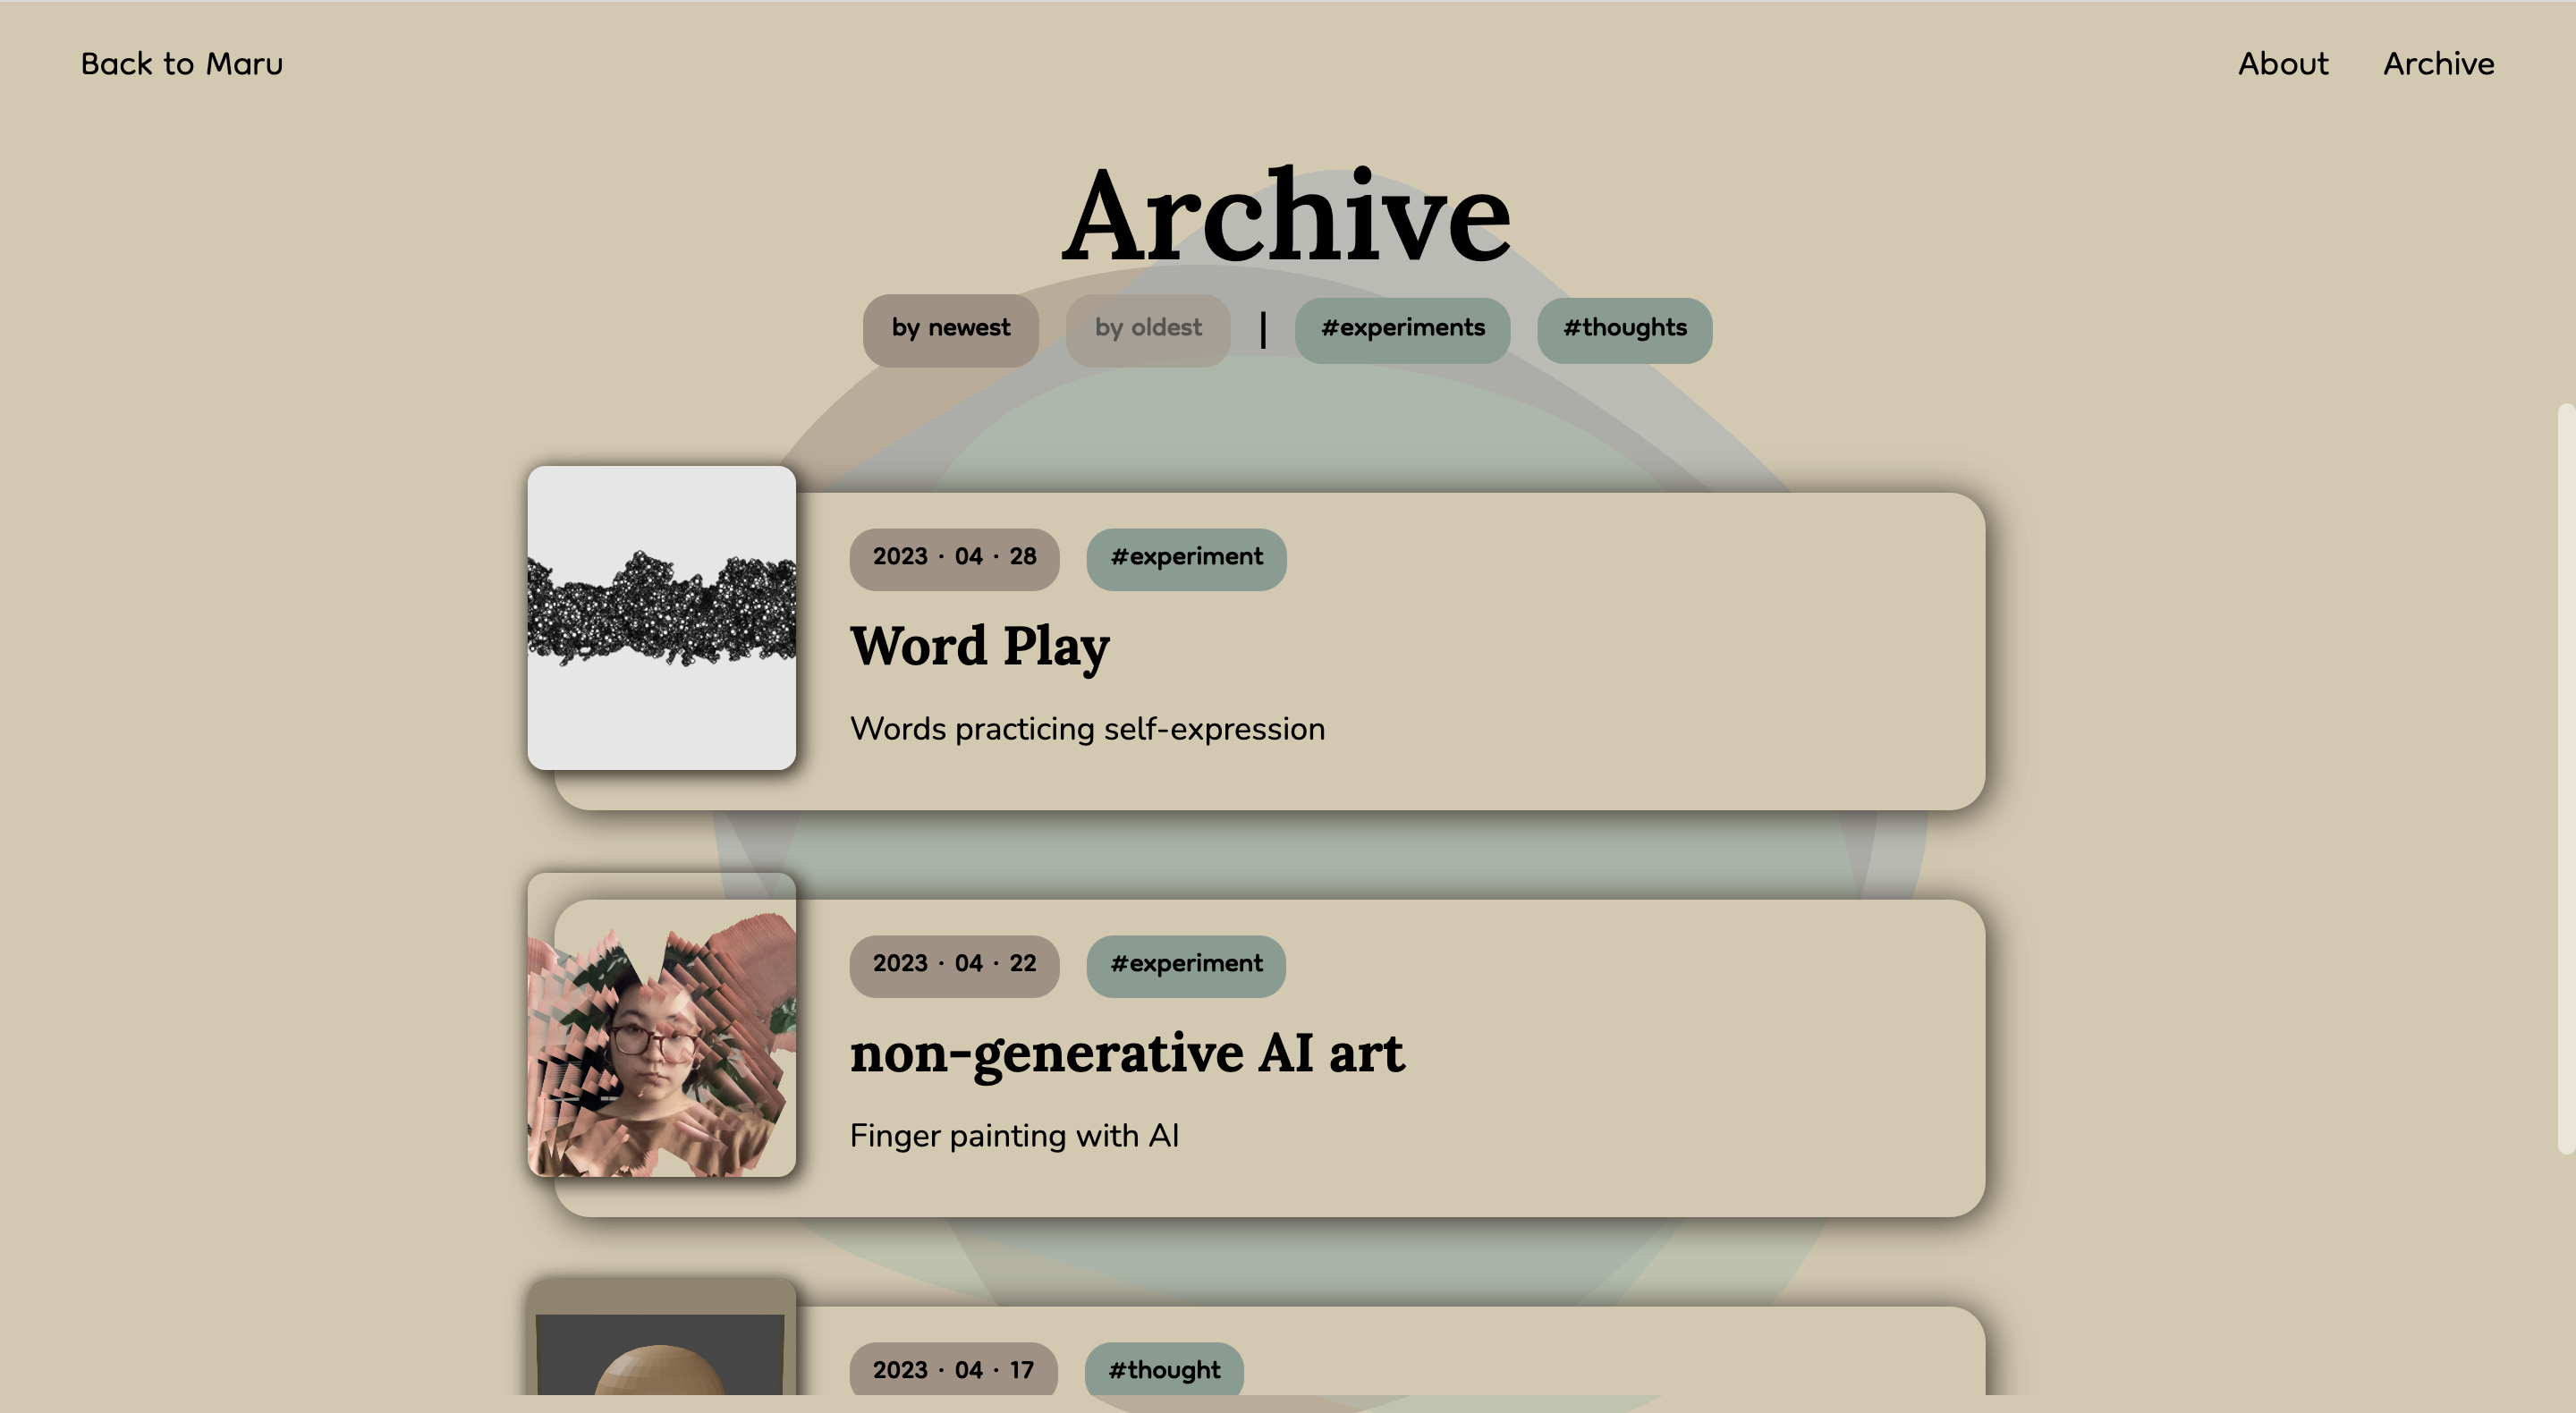 Back to Maru
About
Archive
Archive
by newest
by oldest
|
#experiments
#thoughts
2023 · 04 · 28
#experiment
Word Play
Words practicing self-expression
2023 · 04 · 22
#experiment
non-generative AI art
Finger painting with AI
2023 · 04 · 17
#thought